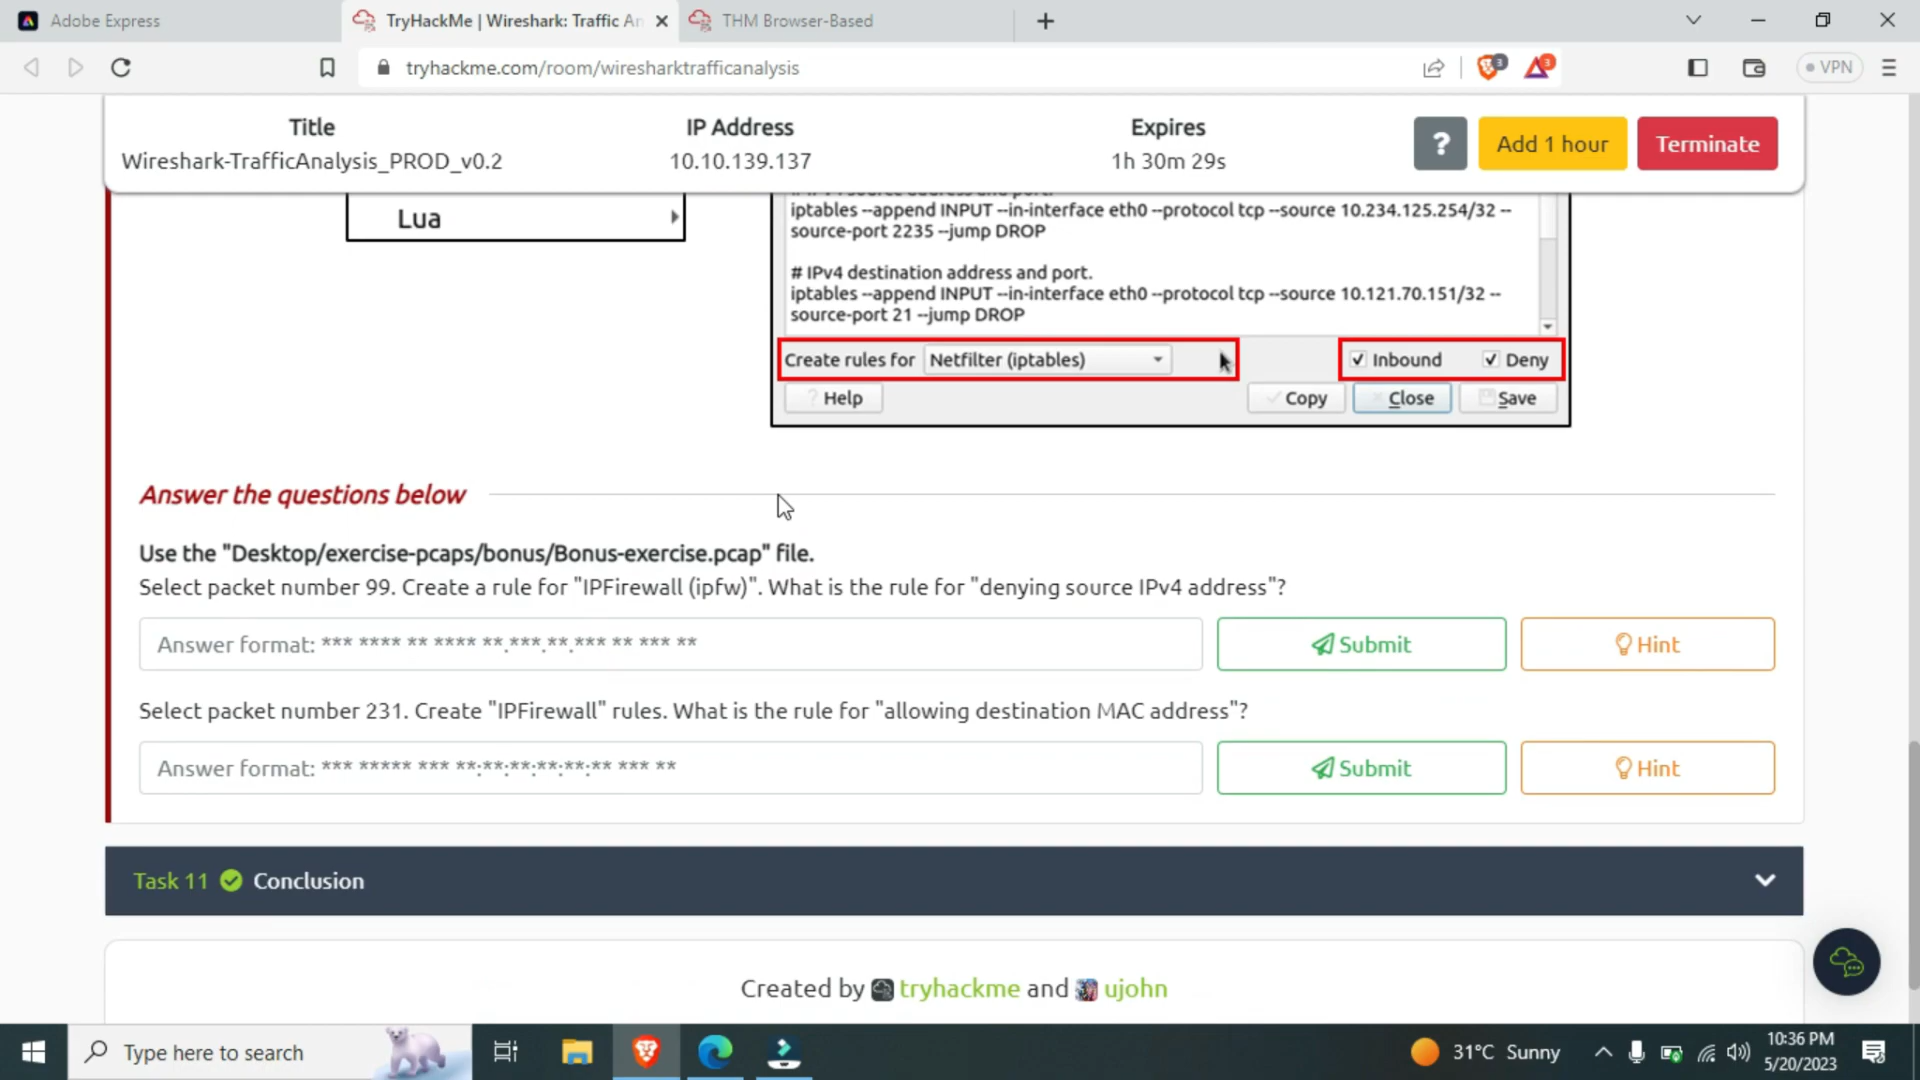 Adobe Express
TryHackMe | Wireshark: Traffic An
THM Browser-Based
tryhackme.com/room/wiresharktrafficanalysis
3
3
VPN
Title
IP Address
Expires
Wireshark-TrafficAnalysis_PROD_v0.2
10.10.139.137
1h 30m 29s
?
Add 1 hour
Terminate
Lua
iptables --append INPUT --in-interface eth0 --protocol tcp --source 10.234.125.254/32 --
source-port 2235 --jump DROP
# IPv4 destination address and port.
iptables --append INPUT --in-interface eth0 --protocol tcp --source 10.121.70.151/32 --
source-port 21 --jump DROP
Create rules for Netfilter (iptables)
Inbound
Deny
Help
Copy
Close
Save
Answer the questions below
Use the "Desktop/exercise-pcaps/bonus/Bonus-exercise.pcap" file.
Select packet number 99. Create a rule for "IPFirewall (ipfw)". What is the rule for "denying source IPv4 address"?
Answer format: *** **** ** **** **.***.**.*** ** *** **
Submit
Hint
Select packet number 231. Create "IPFirewall" rules. What is the rule for "allowing destination MAC address"?
Answer format: *** ***** *** **:**:**:**:**:** *** **
Submit
Hint
Task 11 Conclusion
Created by tryhackme and ujohn
Type here to search
31°C Sunny
10:36 PM
5/20/2023